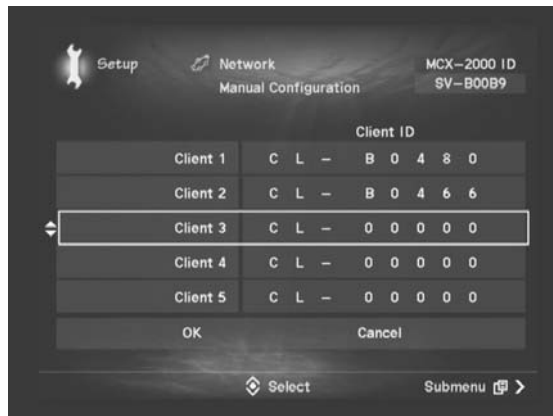 Setup Network MCX-2000 ID
Manual Configuration SV-B00B9
Client ID
Client 1 C L - B 0 4 8 0
Client 2 C L - B 0 4 6 6
Client 3 C L - 0 0 0 0 0
Client 4 C L - 0 0 0 0 0
Client 5 C L - 0 0 0 0 0
OK Cancel
Select Submenu